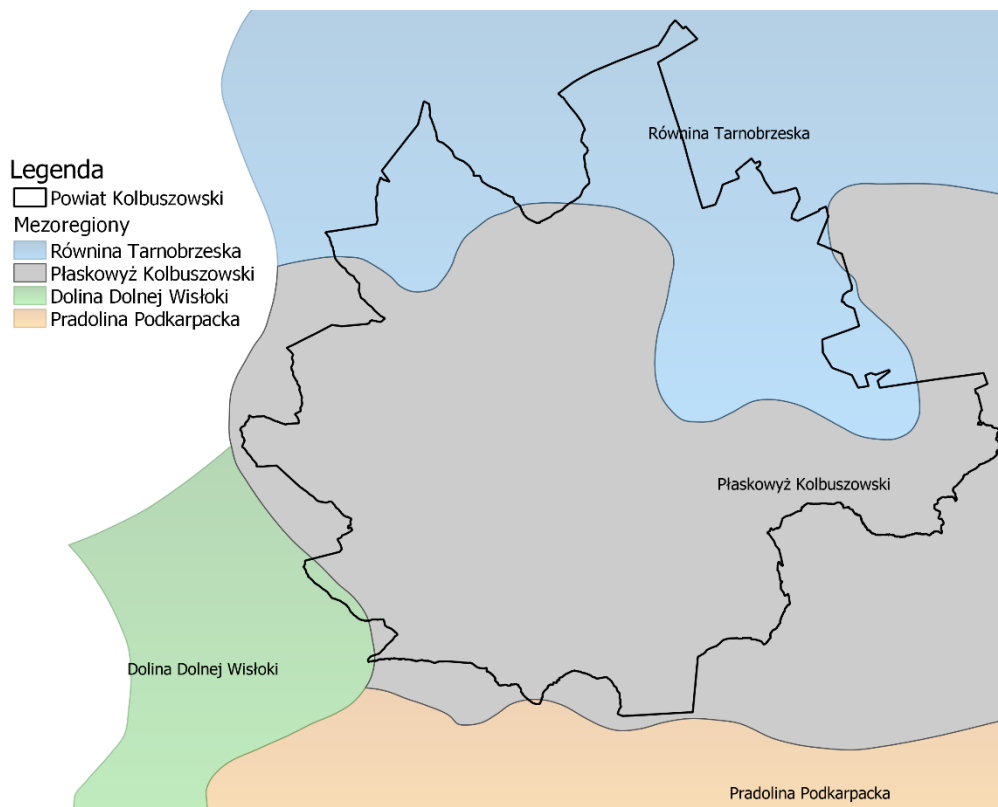 Legenda
Powiat Kolbuszowski
Mezoregiony
Równina Tarnobrzeska
Płaskowyż Kolbuszowski
Dolina Dolnej Wisłoki
Pradolina Podkarpacka
Równina Tarnobrzeska
Płaskowyż Kolbuszowski
Dolina Dolnej Wisłoki
Pradolina Podkarpacka